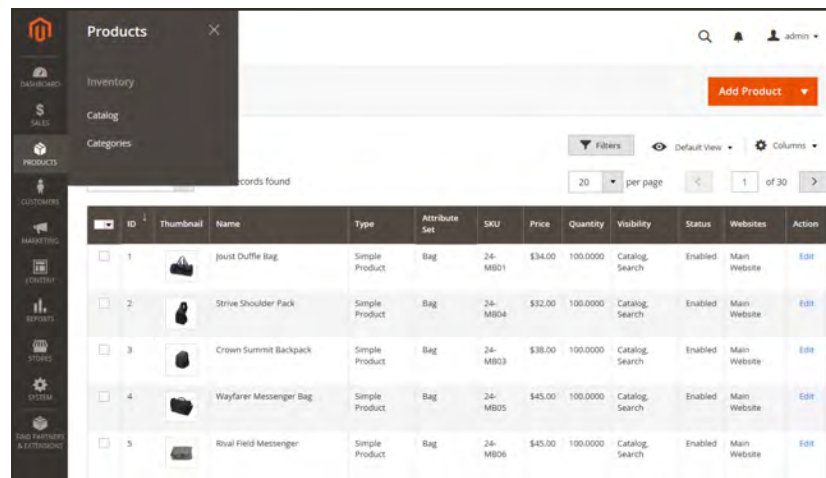 Products
Inventory
Catalog
Categories
DASHBOARD
SALES
PRODUCTS
CUSTOMERS
MARKETING
CONTENT
REPORTS
STORES
SYSTEM
FIND PARTNERS
& EXTENSIONS
admin
Add Product
Filters
Default View
Columns
records found
20 per page
1 of 30
ID Thumbnail Name Type Attribute Set SKU Price Quantity Visibility Status Websites Action
1 Joust Duffle Bag Simple Product Bag 24-MB01 $34.00 100.0000 Catalog, Search Enabled Main Website Edit
2 Strive Shoulder Pack Simple Product Bag 24-MB04 $32.00 100.0000 Catalog, Search Enabled Main Website Edit
3 Crown Summit Backpack Simple Product Bag 24-MB03 $38.00 100.0000 Catalog, Search Enabled Main Website Edit
4 Wayfarer Messenger Bag Simple Product Bag 24-MB05 $45.00 100.0000 Catalog, Search Enabled Main Website Edit
5 Rival Field Messenger Simple Product Bag 24-MB06 $45.00 100.0000 Catalog, Search Enabled Main Website Edit